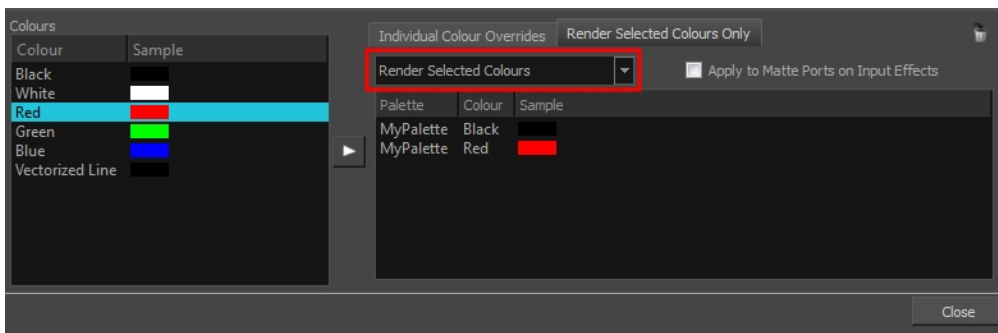 Colours
Colour Sample
Black
White
Red
Green
Blue
Vectorized Line
Individual Colour Overrides Render Selected Colours Only
Render Selected Colours Apply to Matte Ports on Input Effects
Palette Colour Sample
MyPalette Black
MyPalette Red
Close